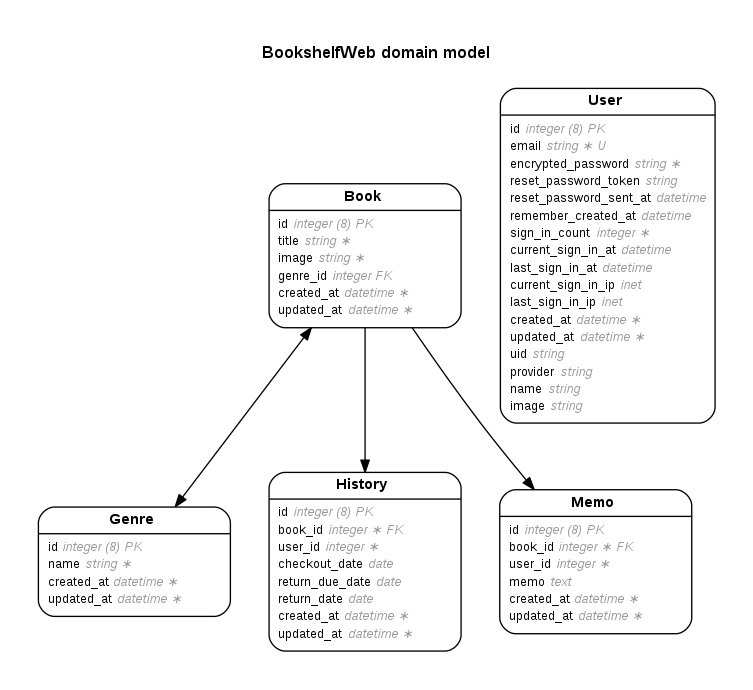 BookshelfWeb domain model
User
id integer (8) PK
email string ∗ U
encrypted_password string ∗
reset_password_token string
reset_password_sent_at datetime
remember_created_at datetime
sign_in_count integer ∗
current_sign_in_at datetime
last_sign_in_at datetime
current_sign_in_ip inet
last_sign_in_ip inet
created_at datetime ∗
updated_at datetime ∗
uid string
provider string
name string
image string
Book
id integer (8) PK
title string ∗
image string ∗
genre_id integer FK
created_at datetime ∗
updated_at datetime ∗
Genre
id integer (8) PK
name string ∗
created_at datetime ∗
updated_at datetime ∗
History
id integer (8) PK
book_id integer ∗ FK
user_id integer ∗
checkout_date date
return_due_date date
return_date date
created_at datetime ∗
updated_at datetime ∗
Memo
id integer (8) PK
book_id integer ∗ FK
user_id integer ∗
memo text
created_at datetime ∗
updated_at datetime ∗